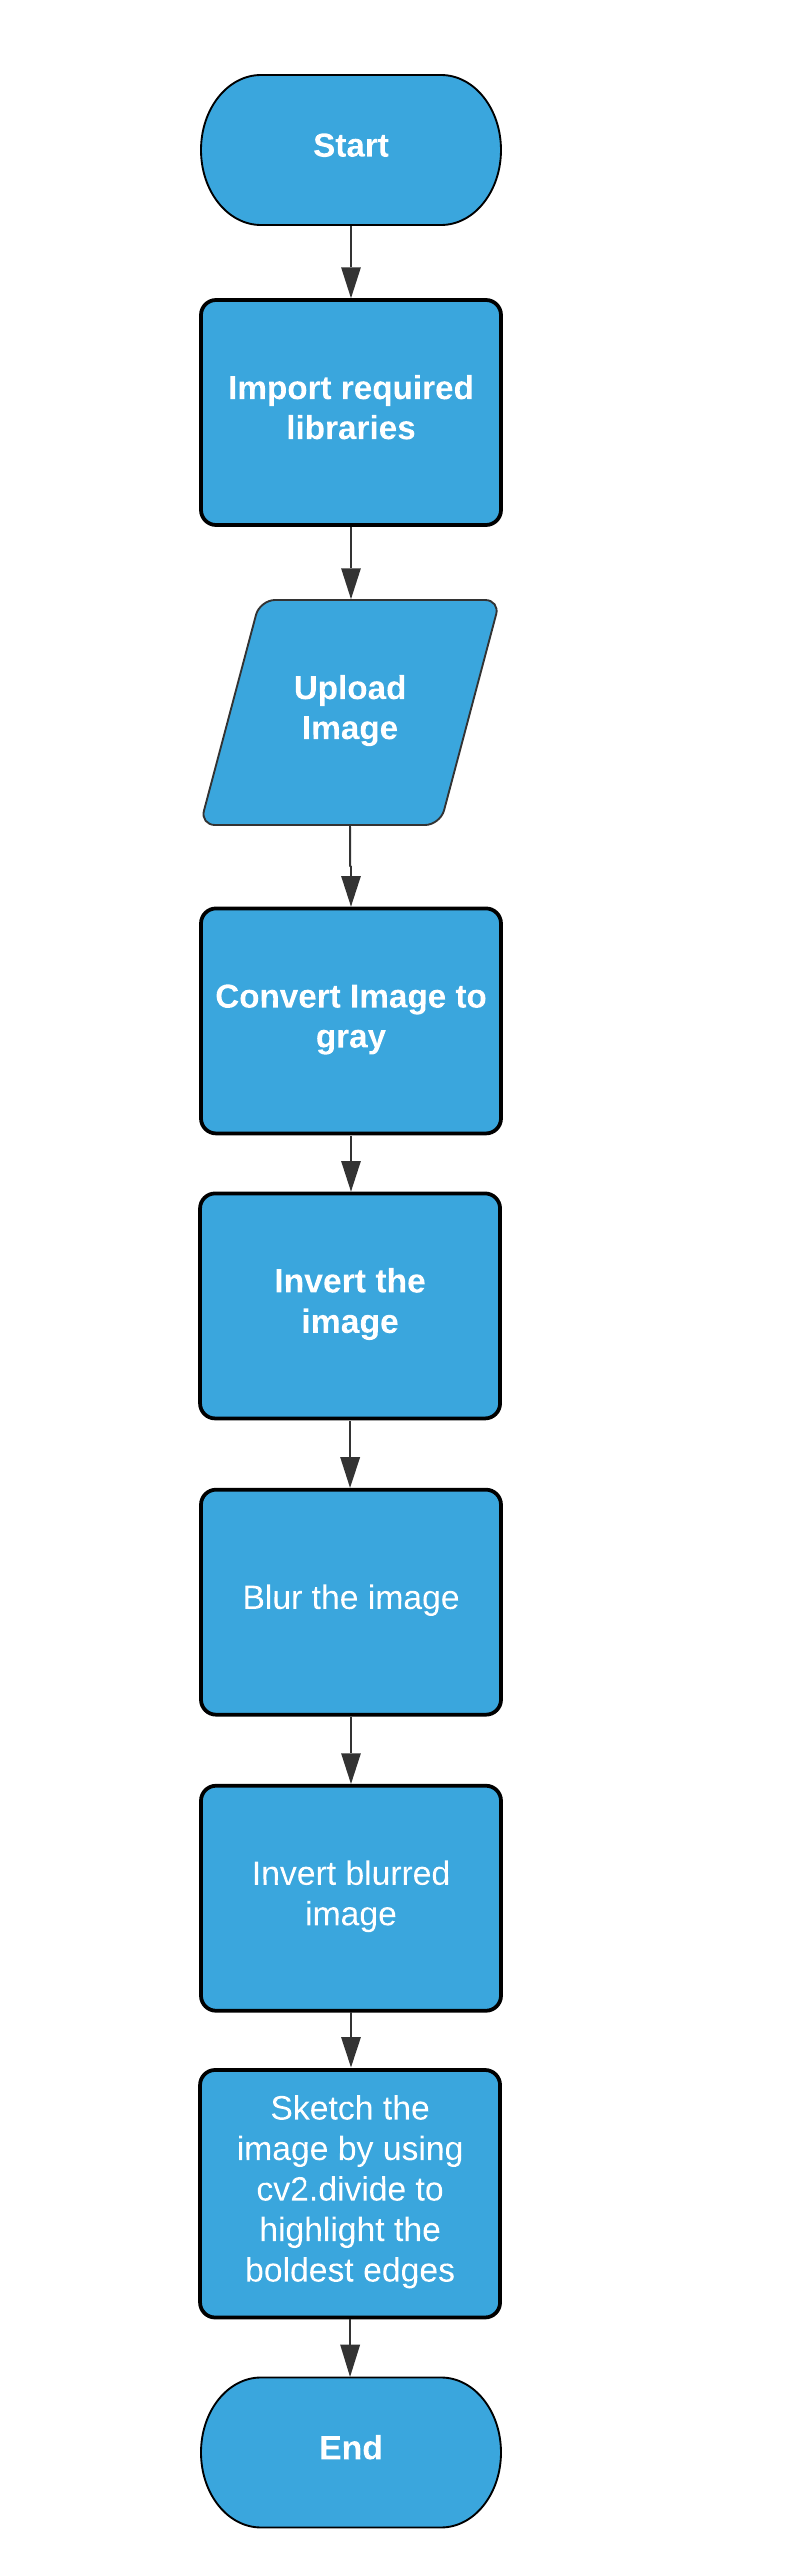 Start
Import required
libraries
Upload
Image
Convert Image to
gray
Invert the
image
Blur the image
Invert blurred
image
Sketch the
image by using
cv2.divide to
highlight the
boldest edges
End